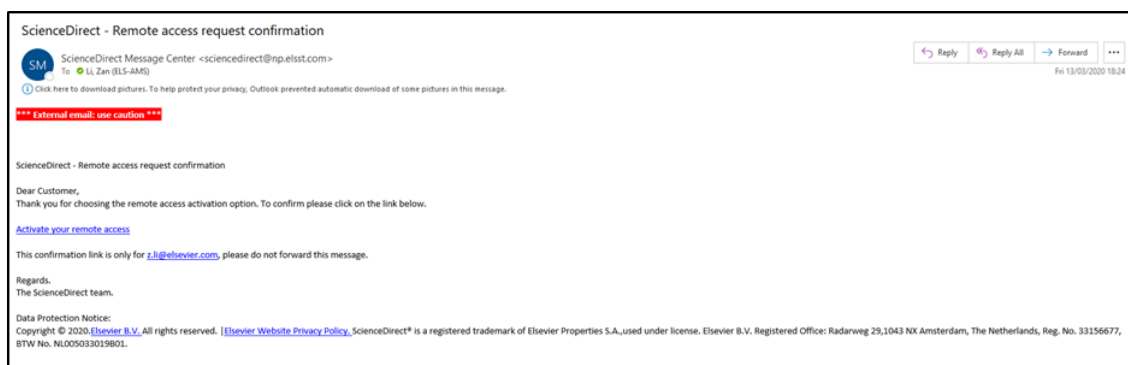 ScienceDirect - Remote access request confirmation
SM
ScienceDirect Message Center <sciencedirect@np.elsst.com>
To Li, Zan (ELS-AMS)
Reply
Reply All
Forward
...
Fri 13/03/2020 18:24
Click here to download pictures. To help protect your privacy, Outlook prevented automatic download of some pictures in this message.
*** External email: use caution ***
ScienceDirect - Remote access request confirmation
Dear Customer,
Thank you for choosing the remote access activation option. To confirm please click on the link below.
Activate your remote access
This confirmation link is only for z.li@elsevier.com, please do not forward this message.
Regards.
The ScienceDirect team.
Data Protection Notice:
Copyright © 2020.Elsevier B.V. All rights reserved. |Elsevier Website Privacy Policy. ScienceDirect® is a registered trademark of Elsevier Properties S.A.,used under license. Elsevier B.V. Registered Office: Radarweg 29,1043 NX Amsterdam, The Netherlands, Reg. No. 33156677,
BTW No. NL005033019B01.